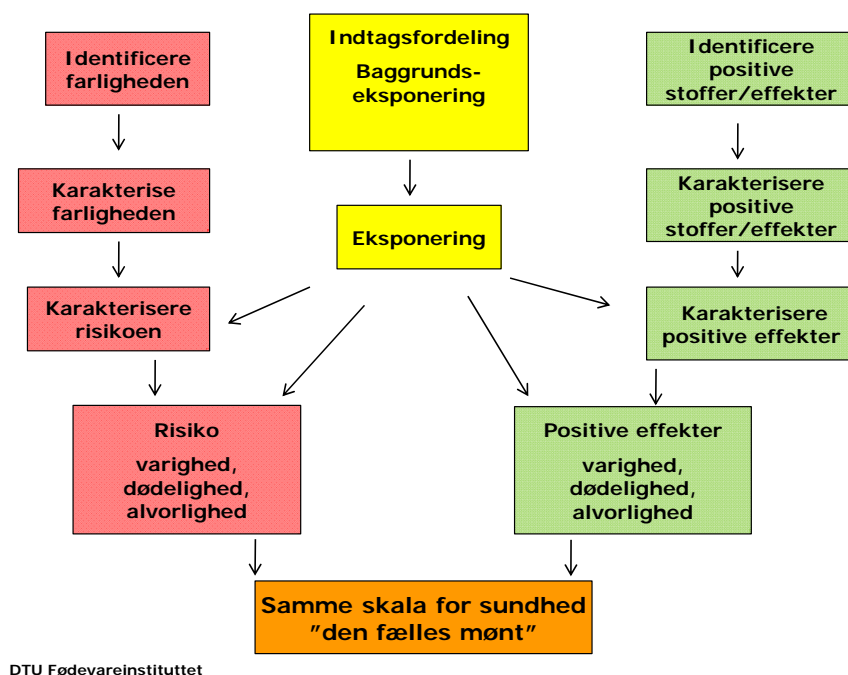 Identificere
farligheden
Indtagsfordeling
Baggrunds-
eksponering
Identificere
positive
stoffer/effekter
Karakterise
farligheden
Eksponering
Karakterisere
positive
stoffer/effekter
Karakterisere
risikoen
Karakterisere
positive effekter
Risiko
varighed,
dødelighed,
alvorlighed
Positive effekter
varighed,
dødelighed,
alvorlighed
Samme skala for sundhed
”den fælles mønt”
DTU Fødevareinstituttet